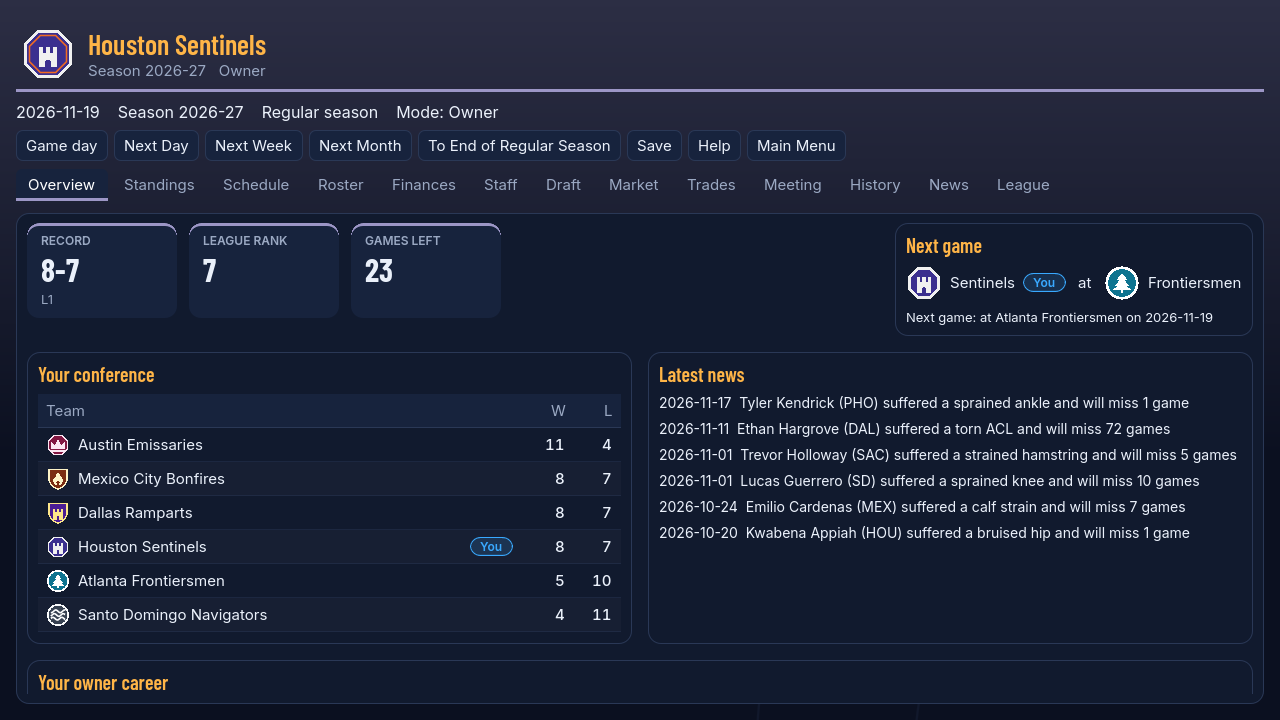 Houston Sentinels
Season 2026-27 Owner
2026-11-19 Season 2026-27 Regular season Mode: Owner
Game day Next Day Next Week Next Month To End of Regular Season Save Help Main Menu
Overview Standings Schedule Roster Finances Staff Draft Market Trades Meeting History News League
RECORD
8-7
L1
LEAGUE RANK
7
GAMES LEFT
23
Next game
Sentinels You at Frontiersmen
Next game: at Atlanta Frontiersmen on 2026-11-19
Your conference
Team W L
Austin Emissaries 11 4
Mexico City Bonfires 8 7
Dallas Ramparts 8 7
Houston Sentinels You 8 7
Atlanta Frontiersmen 5 10
Santo Domingo Navigators 4 11
Latest news
2026-11-17 Tyler Kendrick (PHO) suffered a sprained ankle and will miss 1 game
2026-11-11 Ethan Hargrove (DAL) suffered a torn ACL and will miss 72 games
2026-11-01 Trevor Holloway (SAC) suffered a strained hamstring and will miss 5 games
2026-11-01 Lucas Guerrero (SD) suffered a sprained knee and will miss 10 games
2026-10-24 Emilio Cardenas (MEX) suffered a calf strain and will miss 7 games
2026-10-20 Kwabena Appiah (HOU) suffered a bruised hip and will miss 1 game
Your owner career